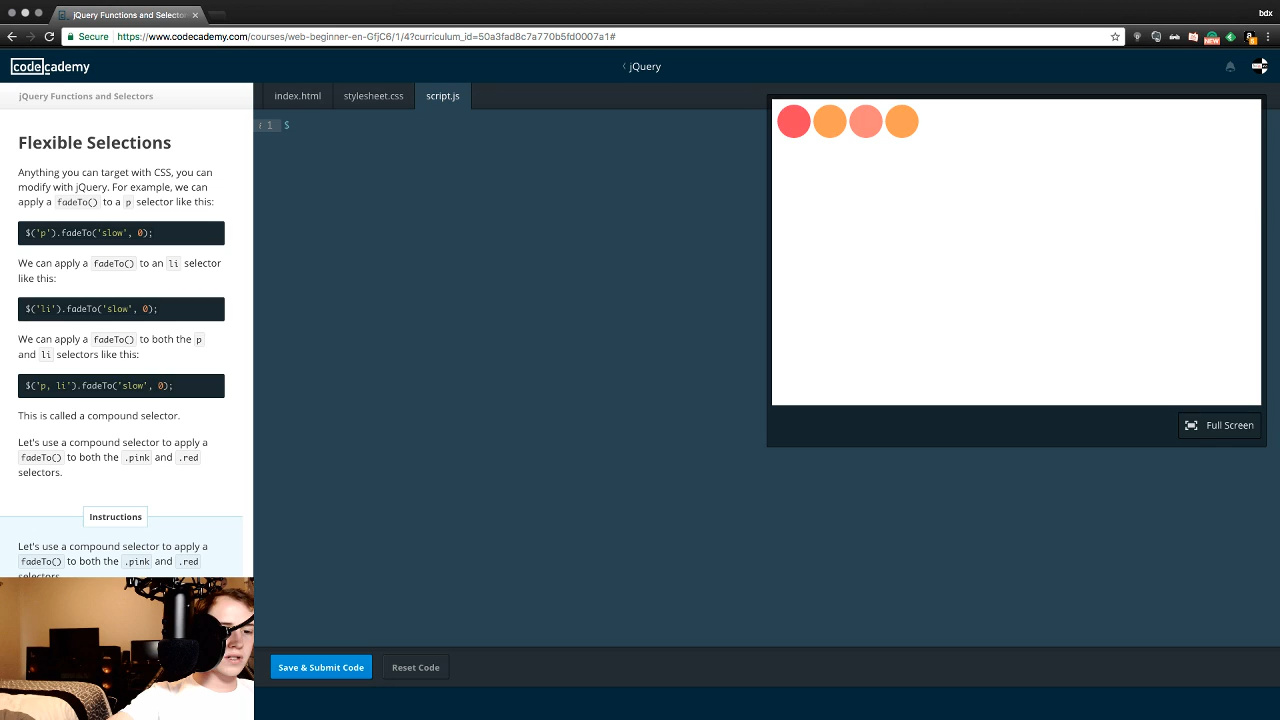 jQuery Functions and Selecto
bdx
Secure https://www.codecademy.com/courses/web-beginner-en-GfjC6/1/4?curriculum_id=50a3fad8c7a770b5fd0007a1#
NEW
codecademy
jQuery
jQuery Functions and Selectors
index.html stylesheet.css script.js
Flexible Selections
Anything you can target with CSS, you can
modify with jQuery. For example, we can
apply a fadeTo() to a p selector like this:
$('p').fadeTo('slow', 0);
We can apply a fadeTo() to an li selector
like this:
$('li').fadeTo('slow', 0);
We can apply a fadeTo() to both the p
and li selectors like this:
$('p, li').fadeTo('slow', 0);
This is called a compound selector.
Let's use a compound selector to apply a
fadeTo() to both the .pink and .red
selectors.
Instructions
Let's use a compound selector to apply a
fadeTo() to both the .pink and .red
selectors.
i 1 $
Full Screen
Save & Submit Code Reset Code